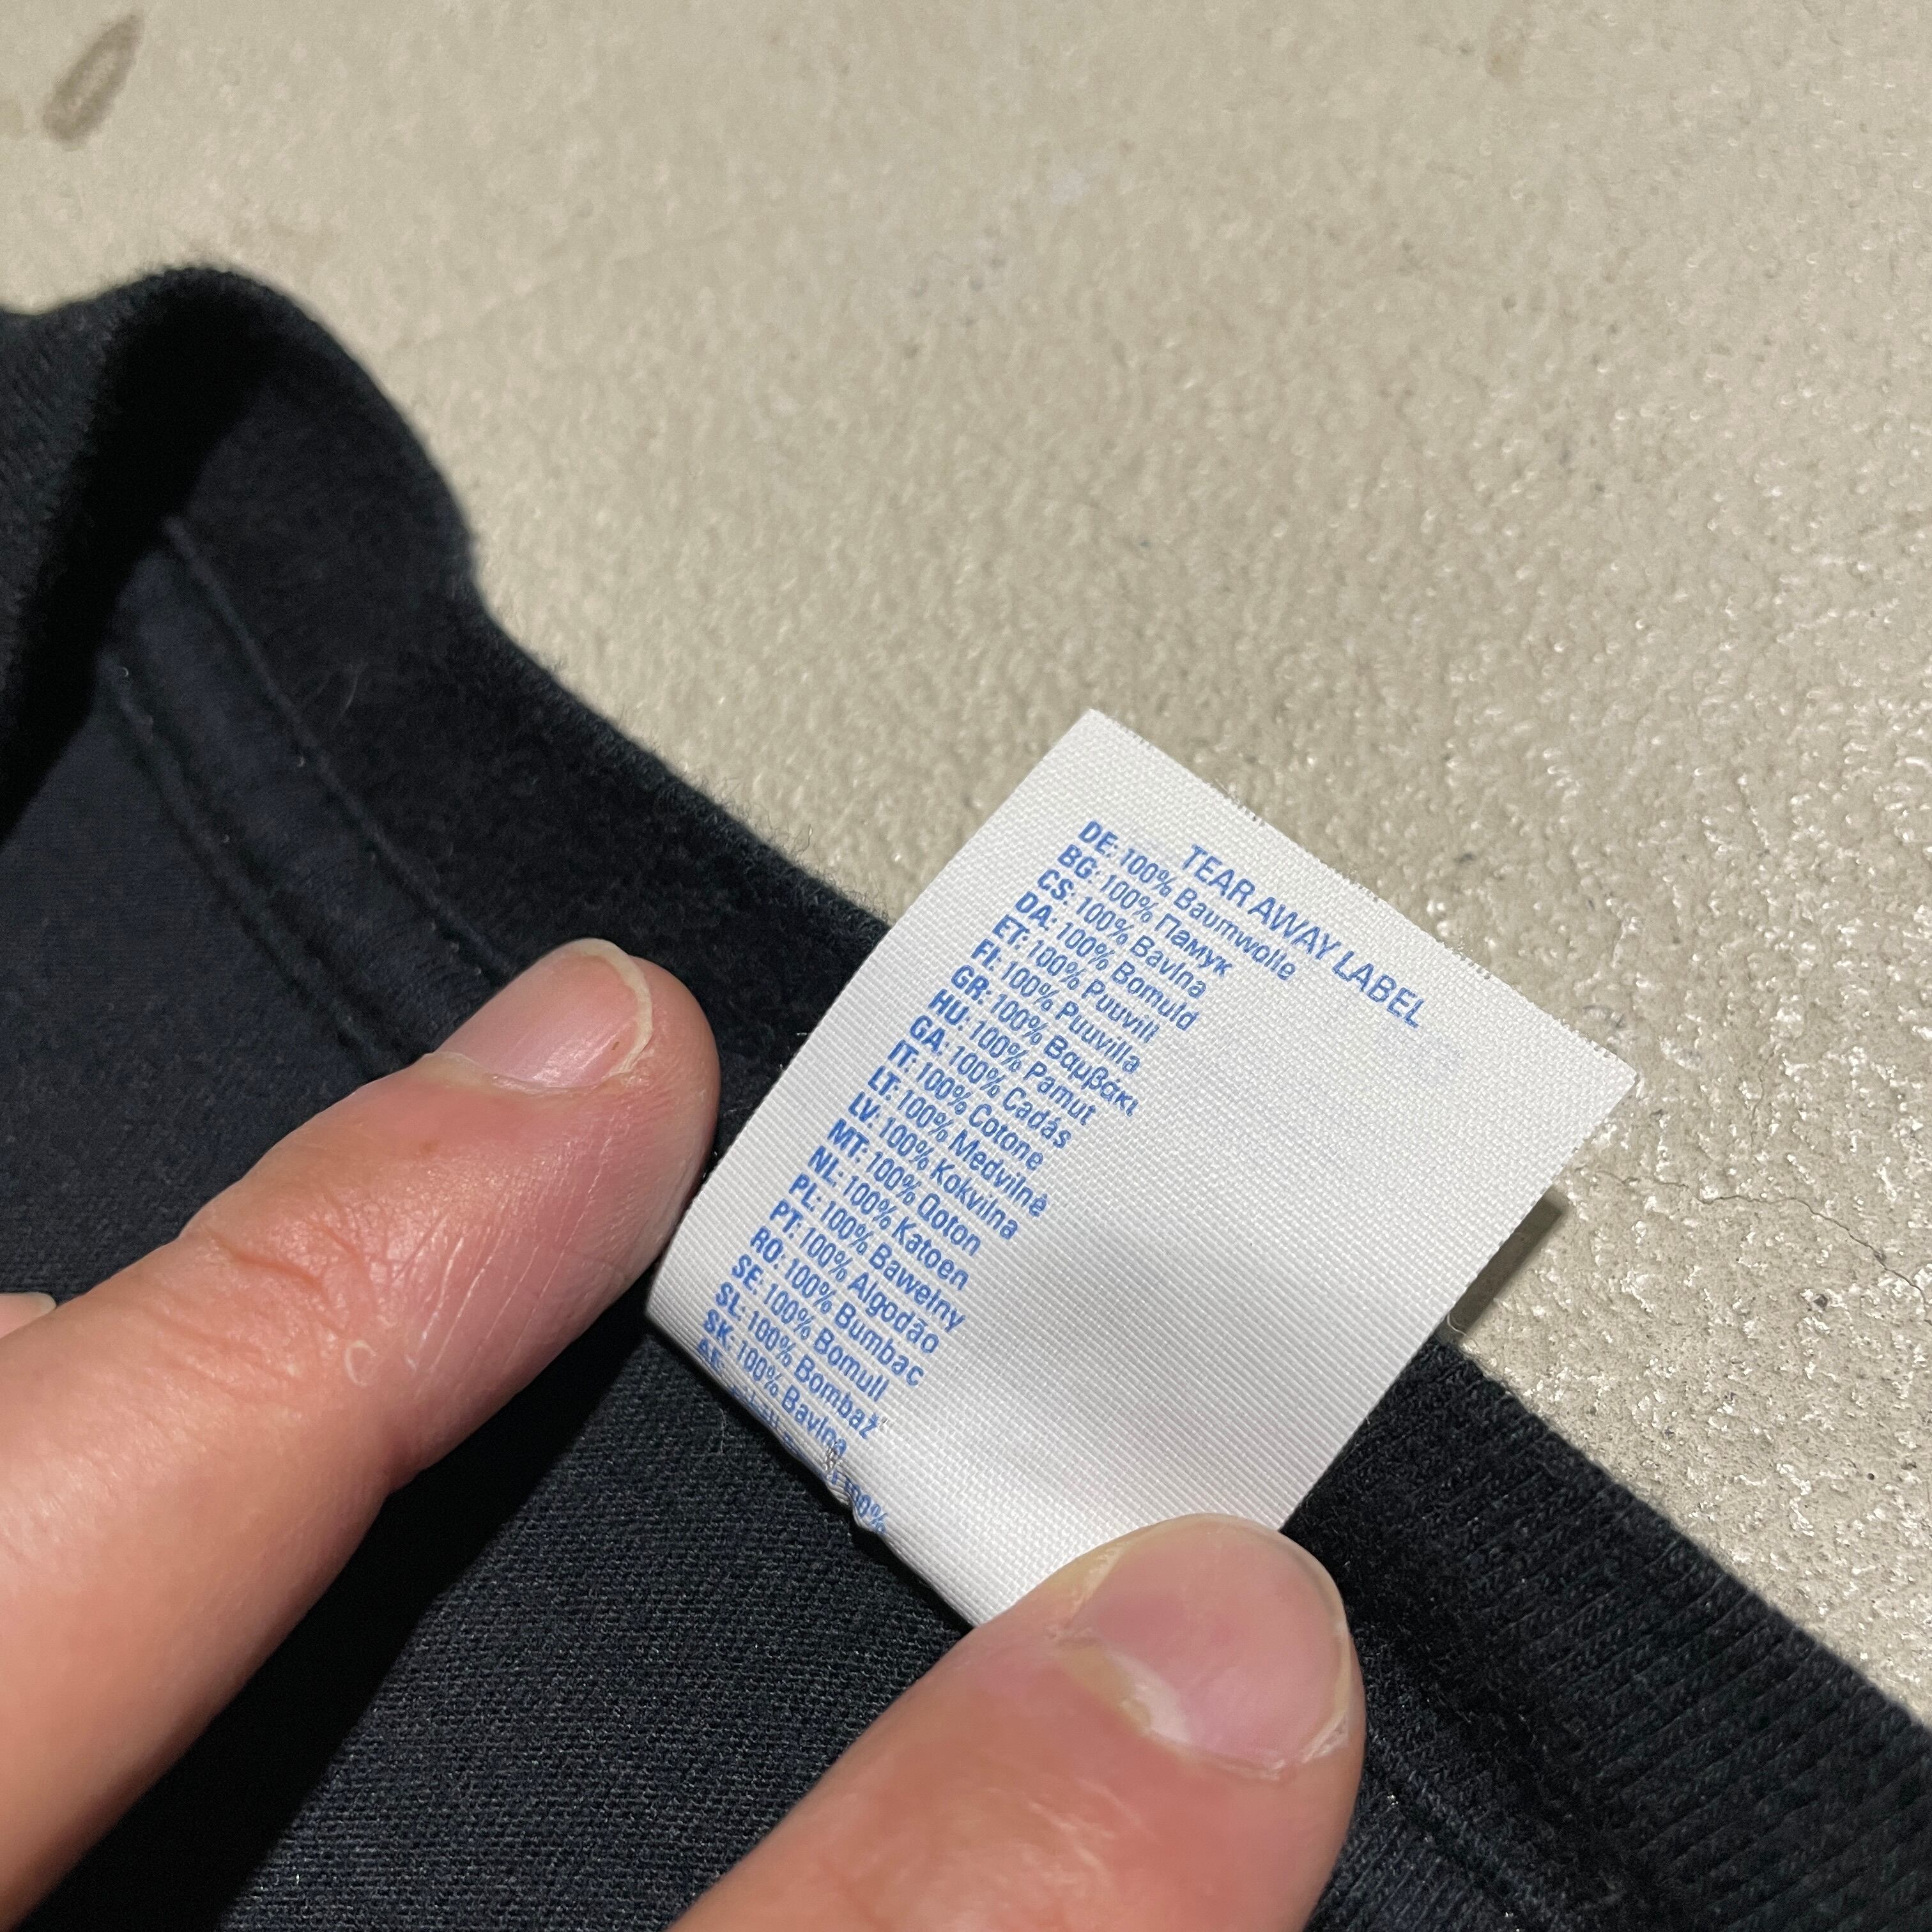 TEAR AWAY LABEL
DE: 100% Baumwolle
BG: 100% Памук
CS: 100% Bavlna
DA: 100% Bomuld
ET: 100% Puuvill
FI: 100% Puuvilla
GR: 100% Βαμβάκι
HU: 100% Pamut
GA: 100% Cadás
IT: 100% Cotone
LT: 100% Medvilnė
LV: 100% Kokvilna
MT: 100% Qoton
NL: 100% Katoen
PL: 100% Bawełny
PT: 100% Algodão
RO: 100% Bumbac
SE: 100% Bomull
SL: 100% Bombaž
SK: 100% Bavlna
AE:
100%